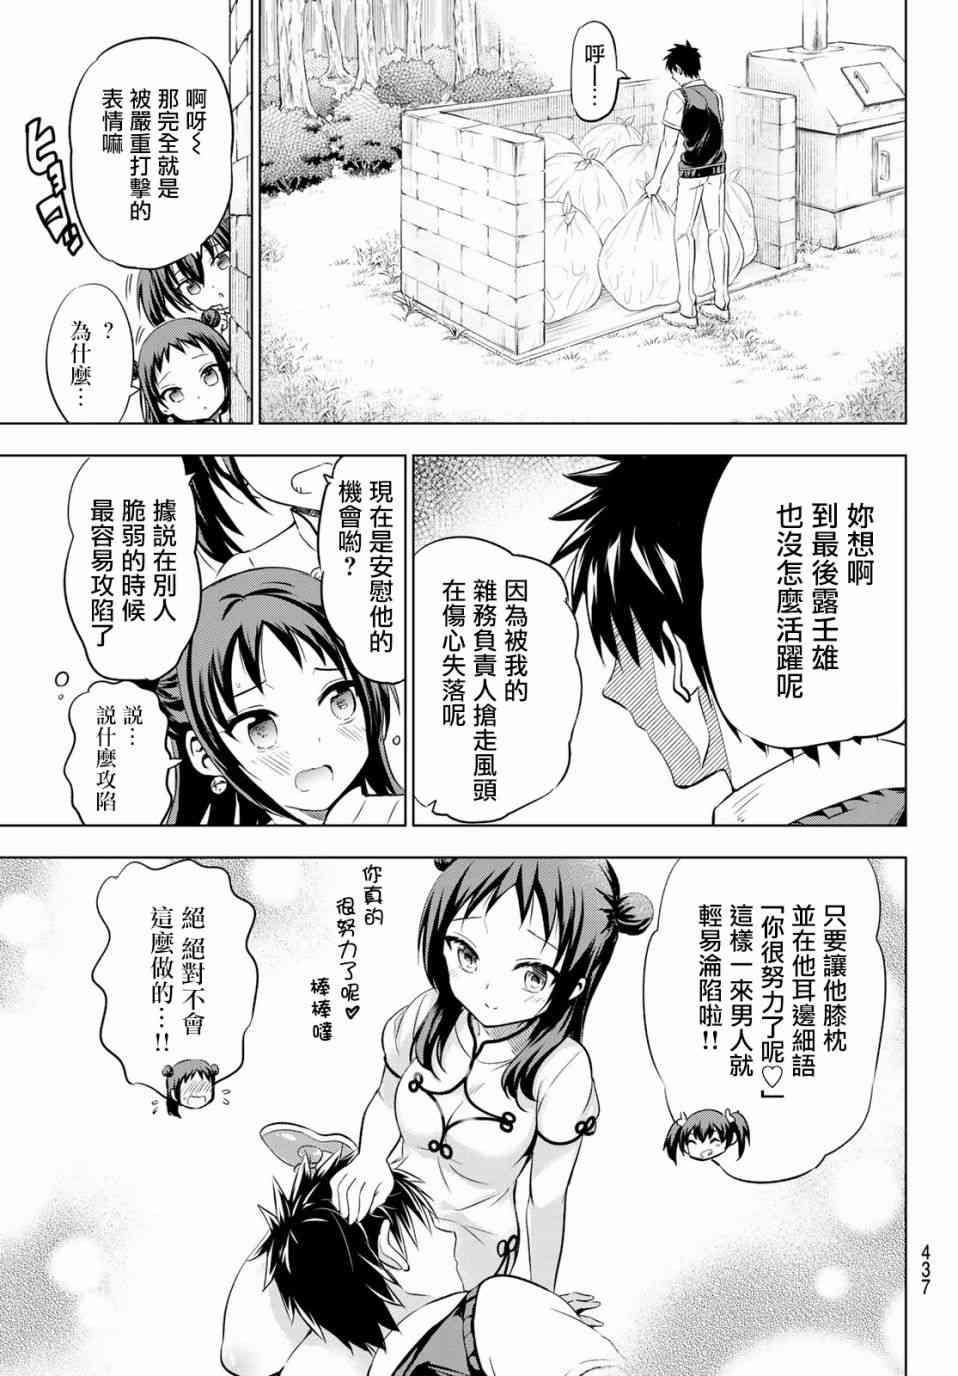 呼ー…
啊呀~
那完全就是
被嚴重打擊的
表情嘛
ヒョコ
?
為什麼…
妳想啊
到最後露壬雄
也沒怎麼活躍呢
因為被我的
雜務負責人搶走風頭
在傷心失落呢
現在是安慰他的
機會喲?
據說在別人
脆弱的時候
最容易攻陷了
說…
說什麼攻陷
只要讓他膝枕
並在他耳邊細語
「你很努力了呢♡」
這樣一來男人就
輕易淪陷啦!!
你真的
很努力了呢♥
棒棒噠
絕 絕對不會
這麼做的…!!
437